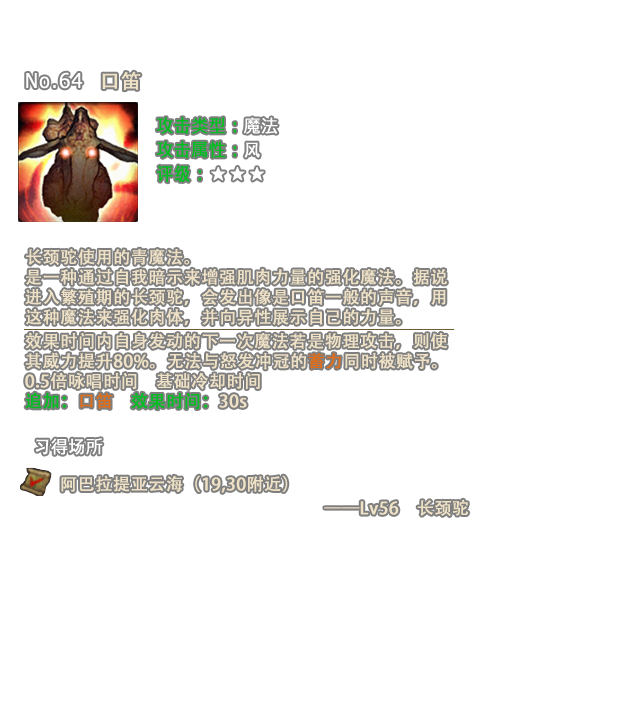 No.64 口笛
攻击类型：魔法
攻击属性：风
评级：☆☆☆
长颈驼使用的青魔法。
是一种通过自我暗示来增强肌肉力量的强化魔法。据说
进入繁殖期的长颈驼，会发出像是口笛一般的声音，用
这种魔法来强化肉体，并向异性展示自己的力量。
效果时间内自身发动的下一次魔法若是物理攻击，则使
其威力提升80%。无法与怒发冲冠的蓄力同时被赋予。
0.5倍咏唱时间 基础冷却时间
追加：口笛 效果时间：30s
习得场所
阿巴拉提亚云海（19,30附近）
——Lv56 长颈驼